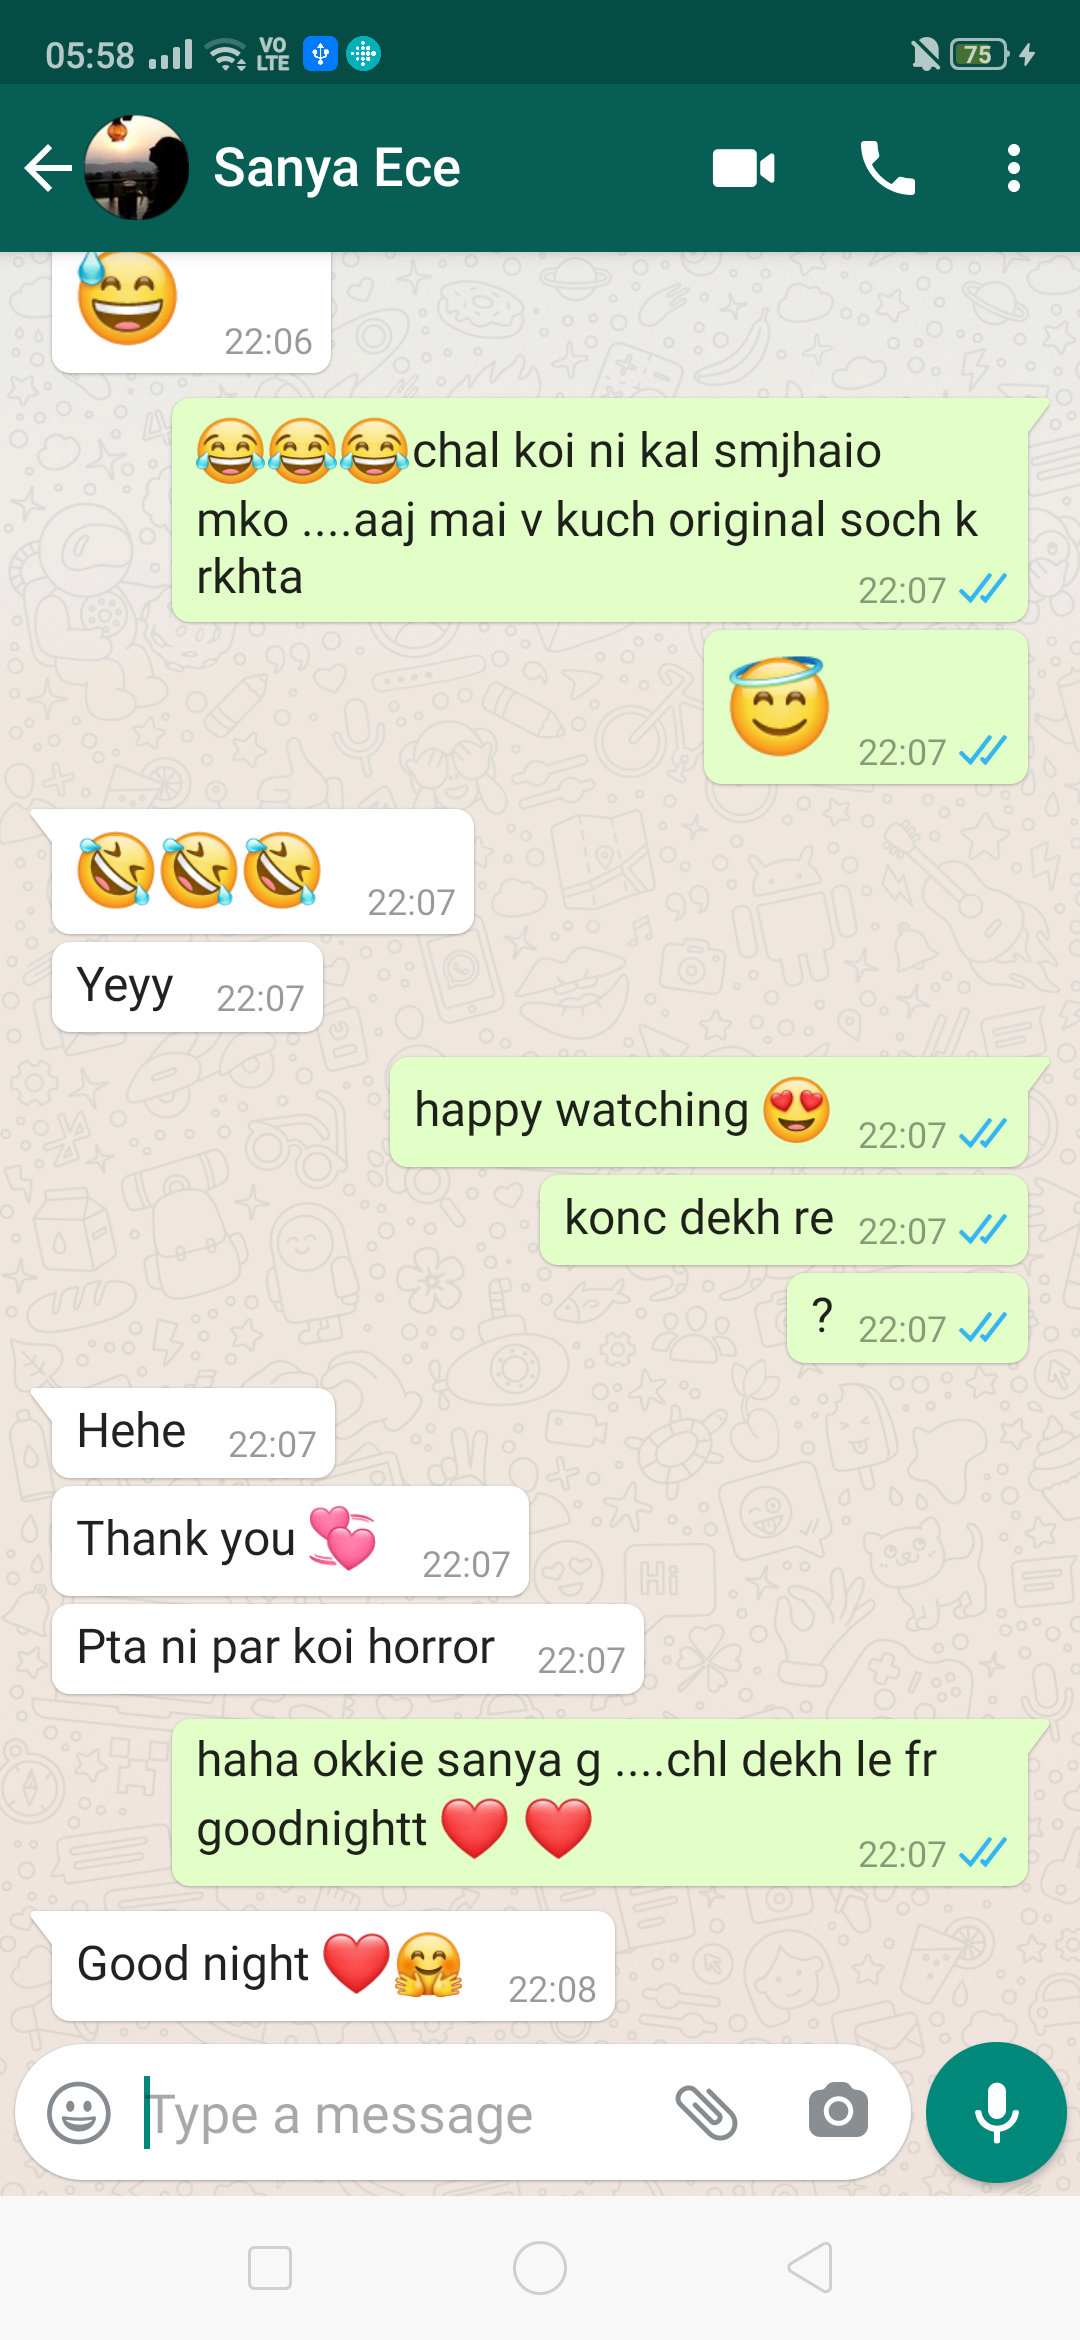 05:58 VO LTE 75
Sanya Ece
😅 22:06
😂😂😂chal koi ni kal smjhaio
mko ....aaj mai v kuch original soch k
rkhta 22:07
😇 22:07
🤣🤣🤣 22:07
Yeyy 22:07
happy watching 😍 22:07
konc dekh re 22:07
? 22:07
Hehe 22:07
Thank you 💞 22:07
Pta ni par koi horror 22:07
haha okkie sanya g ....chl dekh le fr
goodnightt ❤️ ❤️ 22:07
Good night ❤️🤗 22:08
Type a message